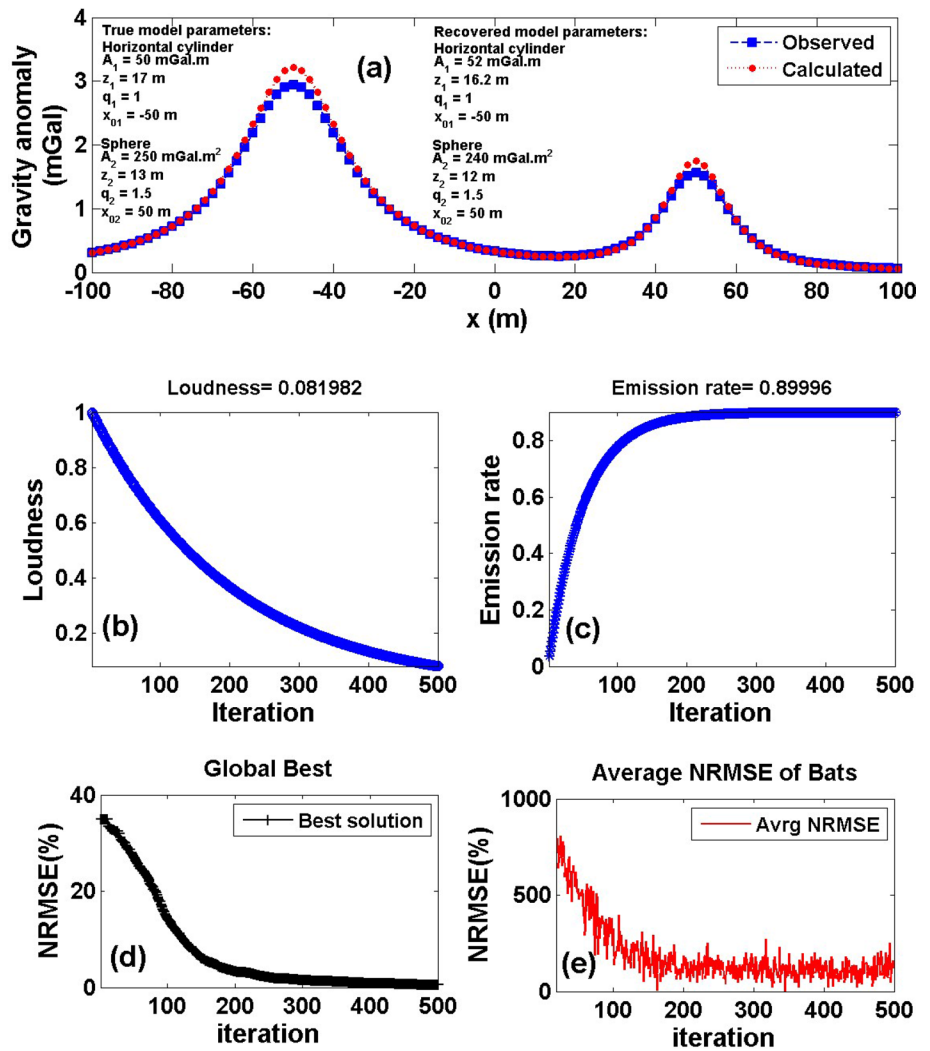 4
3
2
1
0
Gravity anomaly
(mGal)
True model parameters:
Horizontal cylinder
A1 = 50 mGal.m
z1 = 17 m
q1 = 1
x01 = -50 m
Sphere
A2 = 250 mGal.m2
z2 = 13 m
q2 = 1.5
x02 = 50 m
(a)
Recovered model parameters:
Horizontal cylinder
A1 = 52 mGal.m
z1 = 16.2 m
q1 = 1
x01 = -50 m
Sphere
A2 = 240 mGal.m2
z2 = 12 m
q2 = 1.5
x02 = 50 m
Observed
Calculated
-100 -80 -60 -40 -20 0 20 40 60 80 100
x (m)
Loudness= 0.081982
1
0.8
0.6
0.4
0.2
Loudness
(b)
100 200 300 400 500
Iteration
Emission rate= 0.89996
0.8
0.6
0.4
0.2
0
Emission rate
(c)
100 200 300 400 500
Iteration
Global Best
40
20
0
NRMSE(%)
Best solution
(d)
100 200 300 400 500
iteration
Average NRMSE of Bats
1000
500
0
NRMSE(%)
Avrg NRMSE
(e)
100 200 300 400 500
iteration